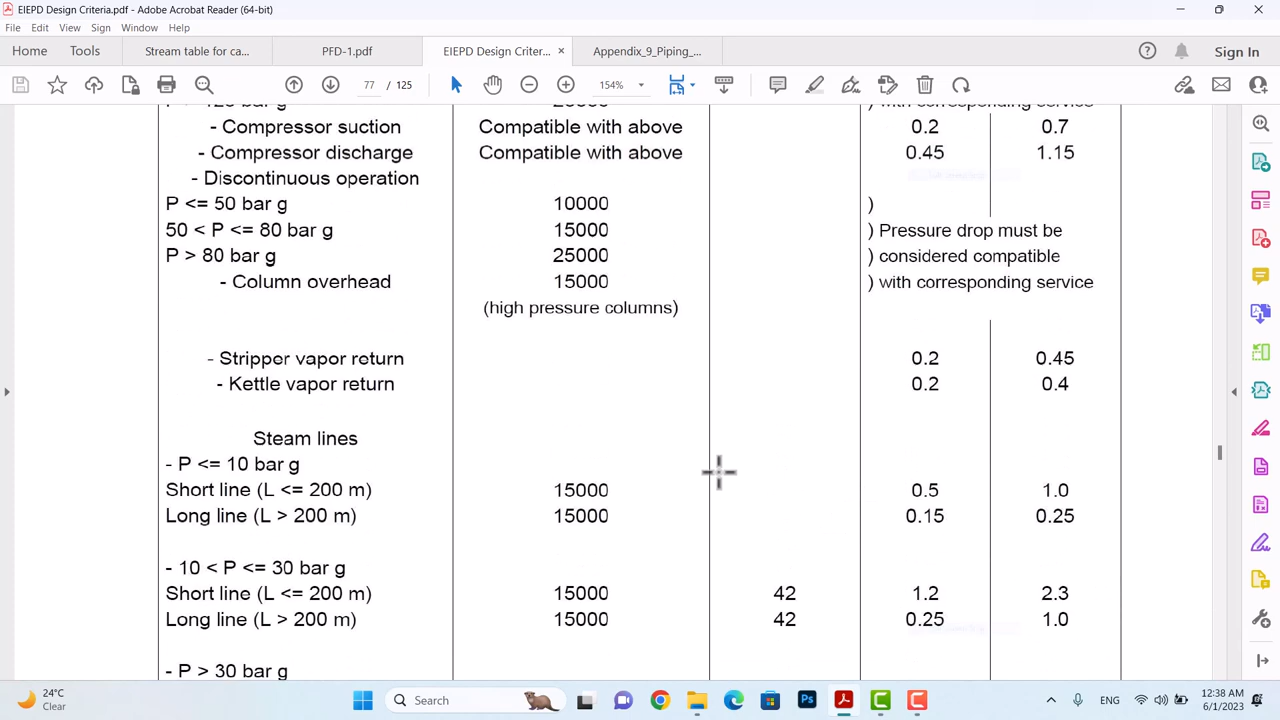 EIEPD Design Criteria.pdf - Adobe Acrobat Reader (64-bit)
File Edit View Sign Window Help
Home Tools Stream table for ca... PFD-1.pdf EIEPD Design Criter... × Appendix_9_Piping_... Sign In
77 / 125 154%
) with corresponding service
- Compressor suction Compatible with above 0.2 0.7
- Compressor discharge Compatible with above 0.45 1.15
- Discontinuous operation
P <= 50 bar g 10000 )
50 < P <= 80 bar g 15000 ) Pressure drop must be
P > 80 bar g 25000 ) considered compatible
- Column overhead 15000 ) with corresponding service
(high pressure columns)
- Stripper vapor return 0.2 0.45
- Kettle vapor return 0.2 0.4
Steam lines
- P <= 10 bar g
Short line (L <= 200 m) 15000 0.5 1.0
Long line (L > 200 m) 15000 0.15 0.25
- 10 < P <= 30 bar g
Short line (L <= 200 m) 15000 42 1.2 2.3
Long line (L > 200 m) 15000 42 0.25 1.0
- P > 30 bar g
24°C
Clear
Search
Ps
ENG
12:38 AM
6/1/2023